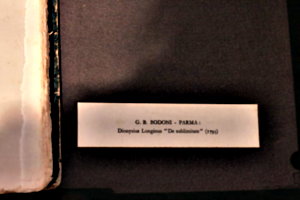 G. B. BODONI - PARMA:
Dionysius Longinus "De sublimitate" (1793)